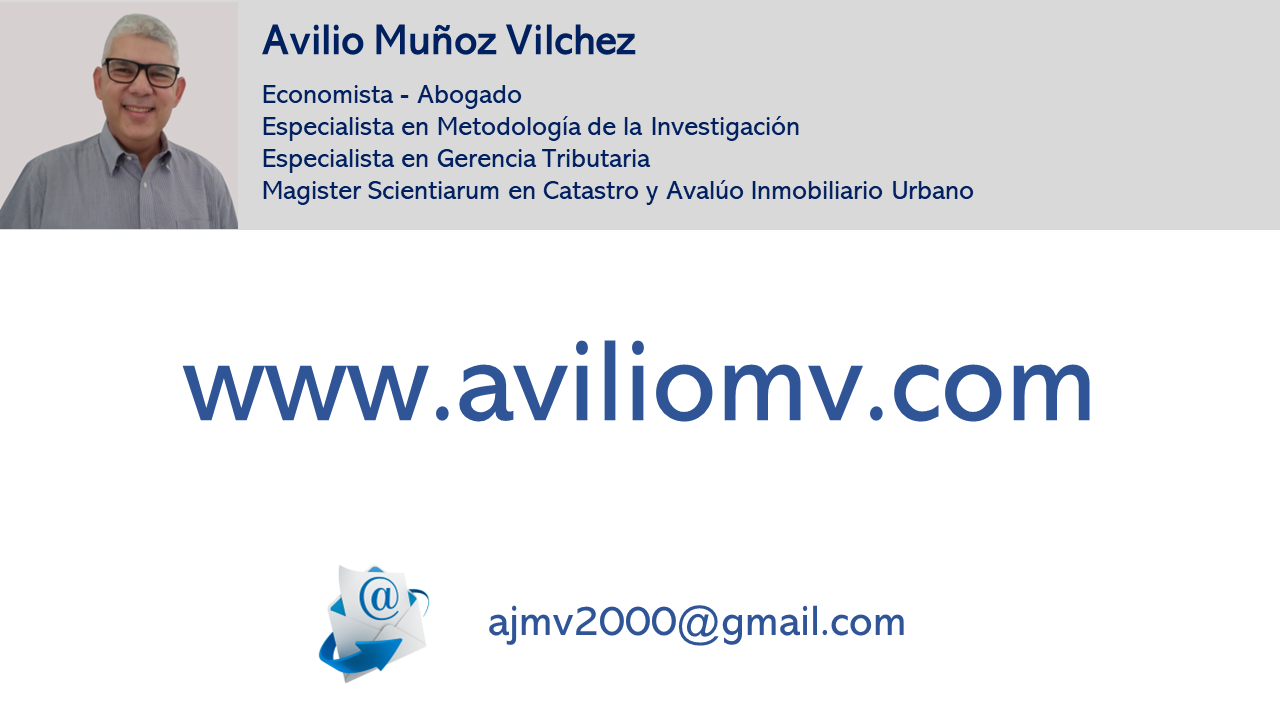 Avilio Muñoz Vilchez
Economista - Abogado
Especialista en Metodología de la Investigación
Especialista en Gerencia Tributaria
Magister Scientiarum en Catastro y Avalúo Inmobiliario Urbano
www.aviliomv.com
@
ajmv2000@gmail.com